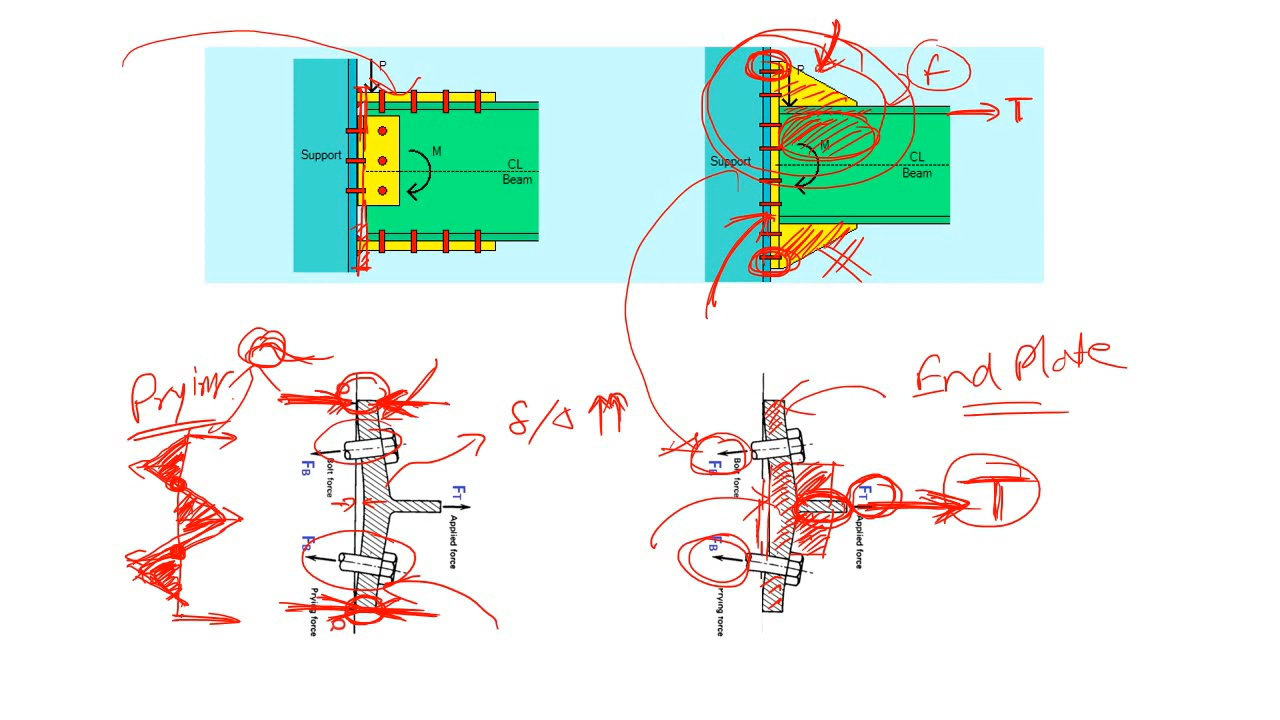 P
M
Support
CL
Beam
P
f
T
M
Support
CL
Beam
Prying
Q
FB
Bolt force
FT
Applied force
FB
Prying force
Q
δ/Δ ↑↑
End Plate
FB
Bolt force
FT
Applied force
T
FB
Prying force